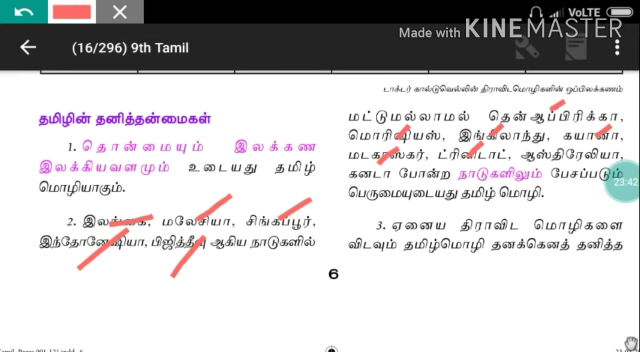 VoLTE
Made with KINEMASTER
(16/296) 9th Tamil
டாக்டர் கால்டுவெல்லின் திராவிடமொழிகளின் ஒப்பிலக்கணம்
தமிழின் தனித்தன்மைகள்
1. தொன்மையும் இலக்கண
இலக்கியவளமும் உடையது தமிழ்
மொழியாகும்.
2. இலங்கை, மலேசியா, சிங்கப்பூர்,
இந்தோனேஷியா, பிஜித்தீவு ஆகிய நாடுகளில்
மட்டுமல்லாமல் தென்ஆப்பிரிக்கா,
மொரிஷியஸ், இங்கிலாந்து, கயானா,
மடகாஸ்கர், ட்ரினிடாட், ஆஸ்திரேலியா,
கனடா போன்ற நாடுகளிலும் பேசப்படும்
பெருமையுடையது தமிழ் மொழி.
3. ஏனைய திராவிட மொழிகளை
விடவும் தமிழ்மொழி தனக்கெனத் தனித்த
23:42
6